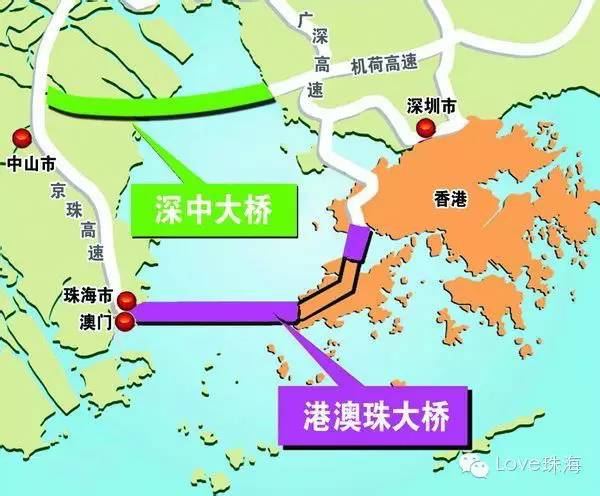 广深高速
机荷高速
深圳市
中山市
深中大桥
香港
京珠高速
珠海市
澳门
港澳珠大桥
Love珠海